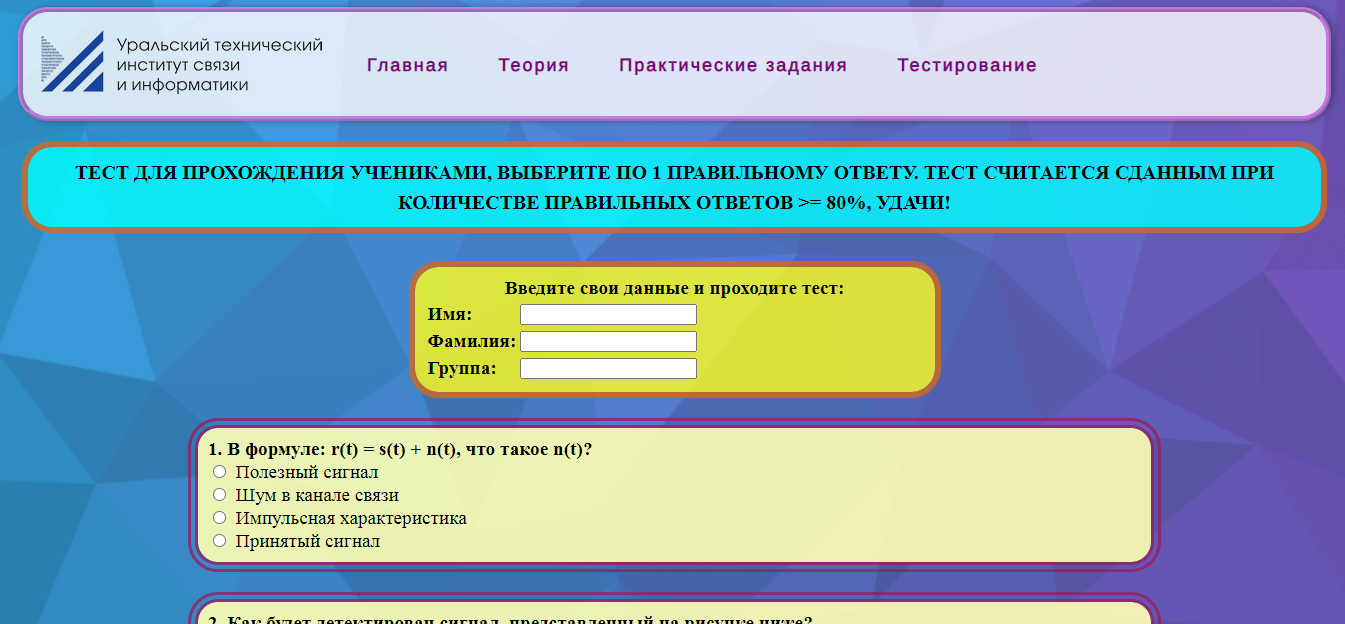 Уральский технический
институт связи
и информатики
Главная Теория Практические задания Тестирование
ТЕСТ ДЛЯ ПРОХОЖДЕНИЯ УЧЕНИКАМИ, ВЫБЕРИТЕ ПО 1 ПРАВИЛЬНОМУ ОТВЕТУ. ТЕСТ СЧИТАЕТСЯ СДАННЫМ ПРИ
КОЛИЧЕСТВЕ ПРАВИЛЬНЫХ ОТВЕТОВ >= 80%, УДАЧИ!
Введите свои данные и проходите тест:
Имя:
Фамилия:
Группа:
1. В формуле: r(t) = s(t) + n(t), что такое n(t)?
Полезный сигнал
Шум в канале связи
Импульсная характеристика
Принятый сигнал
2. Как будет детектирован сигнал, представленный на рисунке ниже?